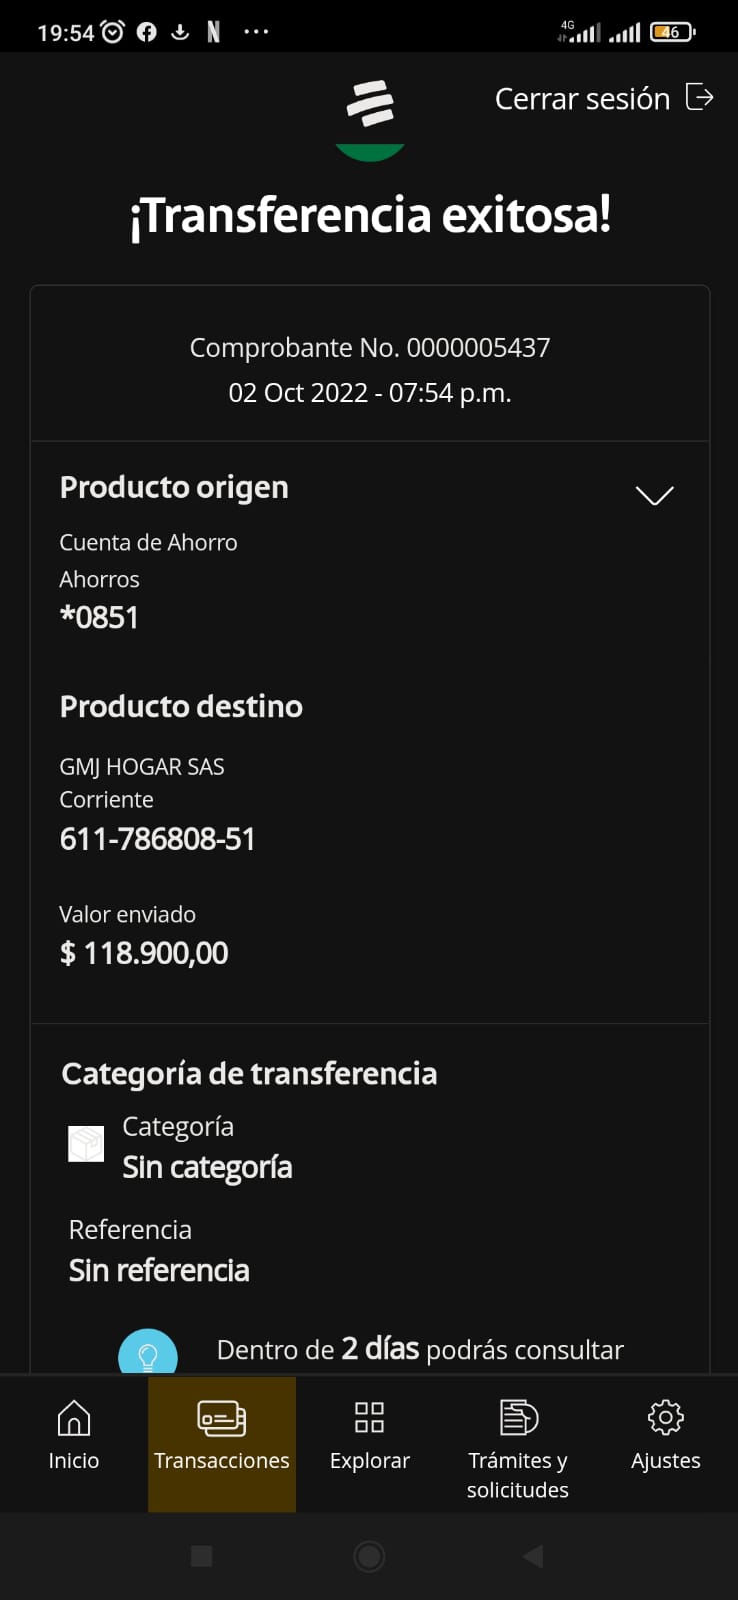 19:54
4G
46
Cerrar sesión
¡Transferencia exitosa!
Comprobante No. 0000005437
02 Oct 2022 - 07:54 p.m.
Producto origen
Cuenta de Ahorro
Ahorros
*0851
Producto destino
GMJ HOGAR SAS
Corriente
611-786808-51
Valor enviado
$ 118.900,00
Categoría de transferencia
Categoría
Sin categoría
Referencia
Sin referencia
Dentro de 2 días podrás consultar
Inicio
Transacciones
Explorar
Trámites y
solicitudes
Ajustes